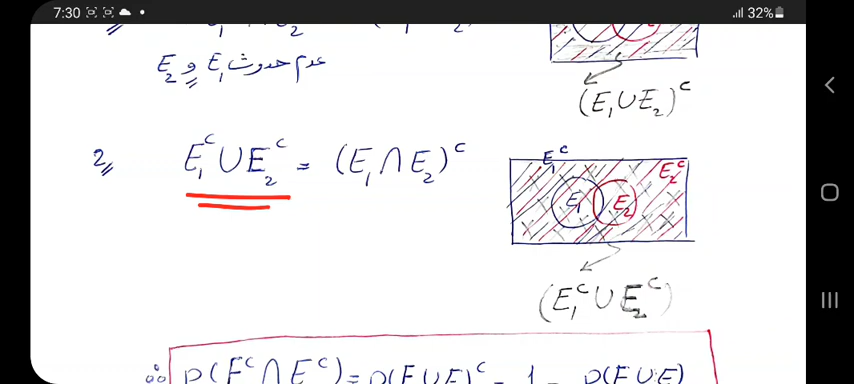 7:30 32%
عدم حدوث E₁ و E₂
(E₁∪E₂)ᶜ
2, E₁ᶜ∪E₂ᶜ = (E₁∩E₂)ᶜ
E₁ᶜ E₂ᶜ
E₁ E₂
(E₁ᶜ∪E₂ᶜ)